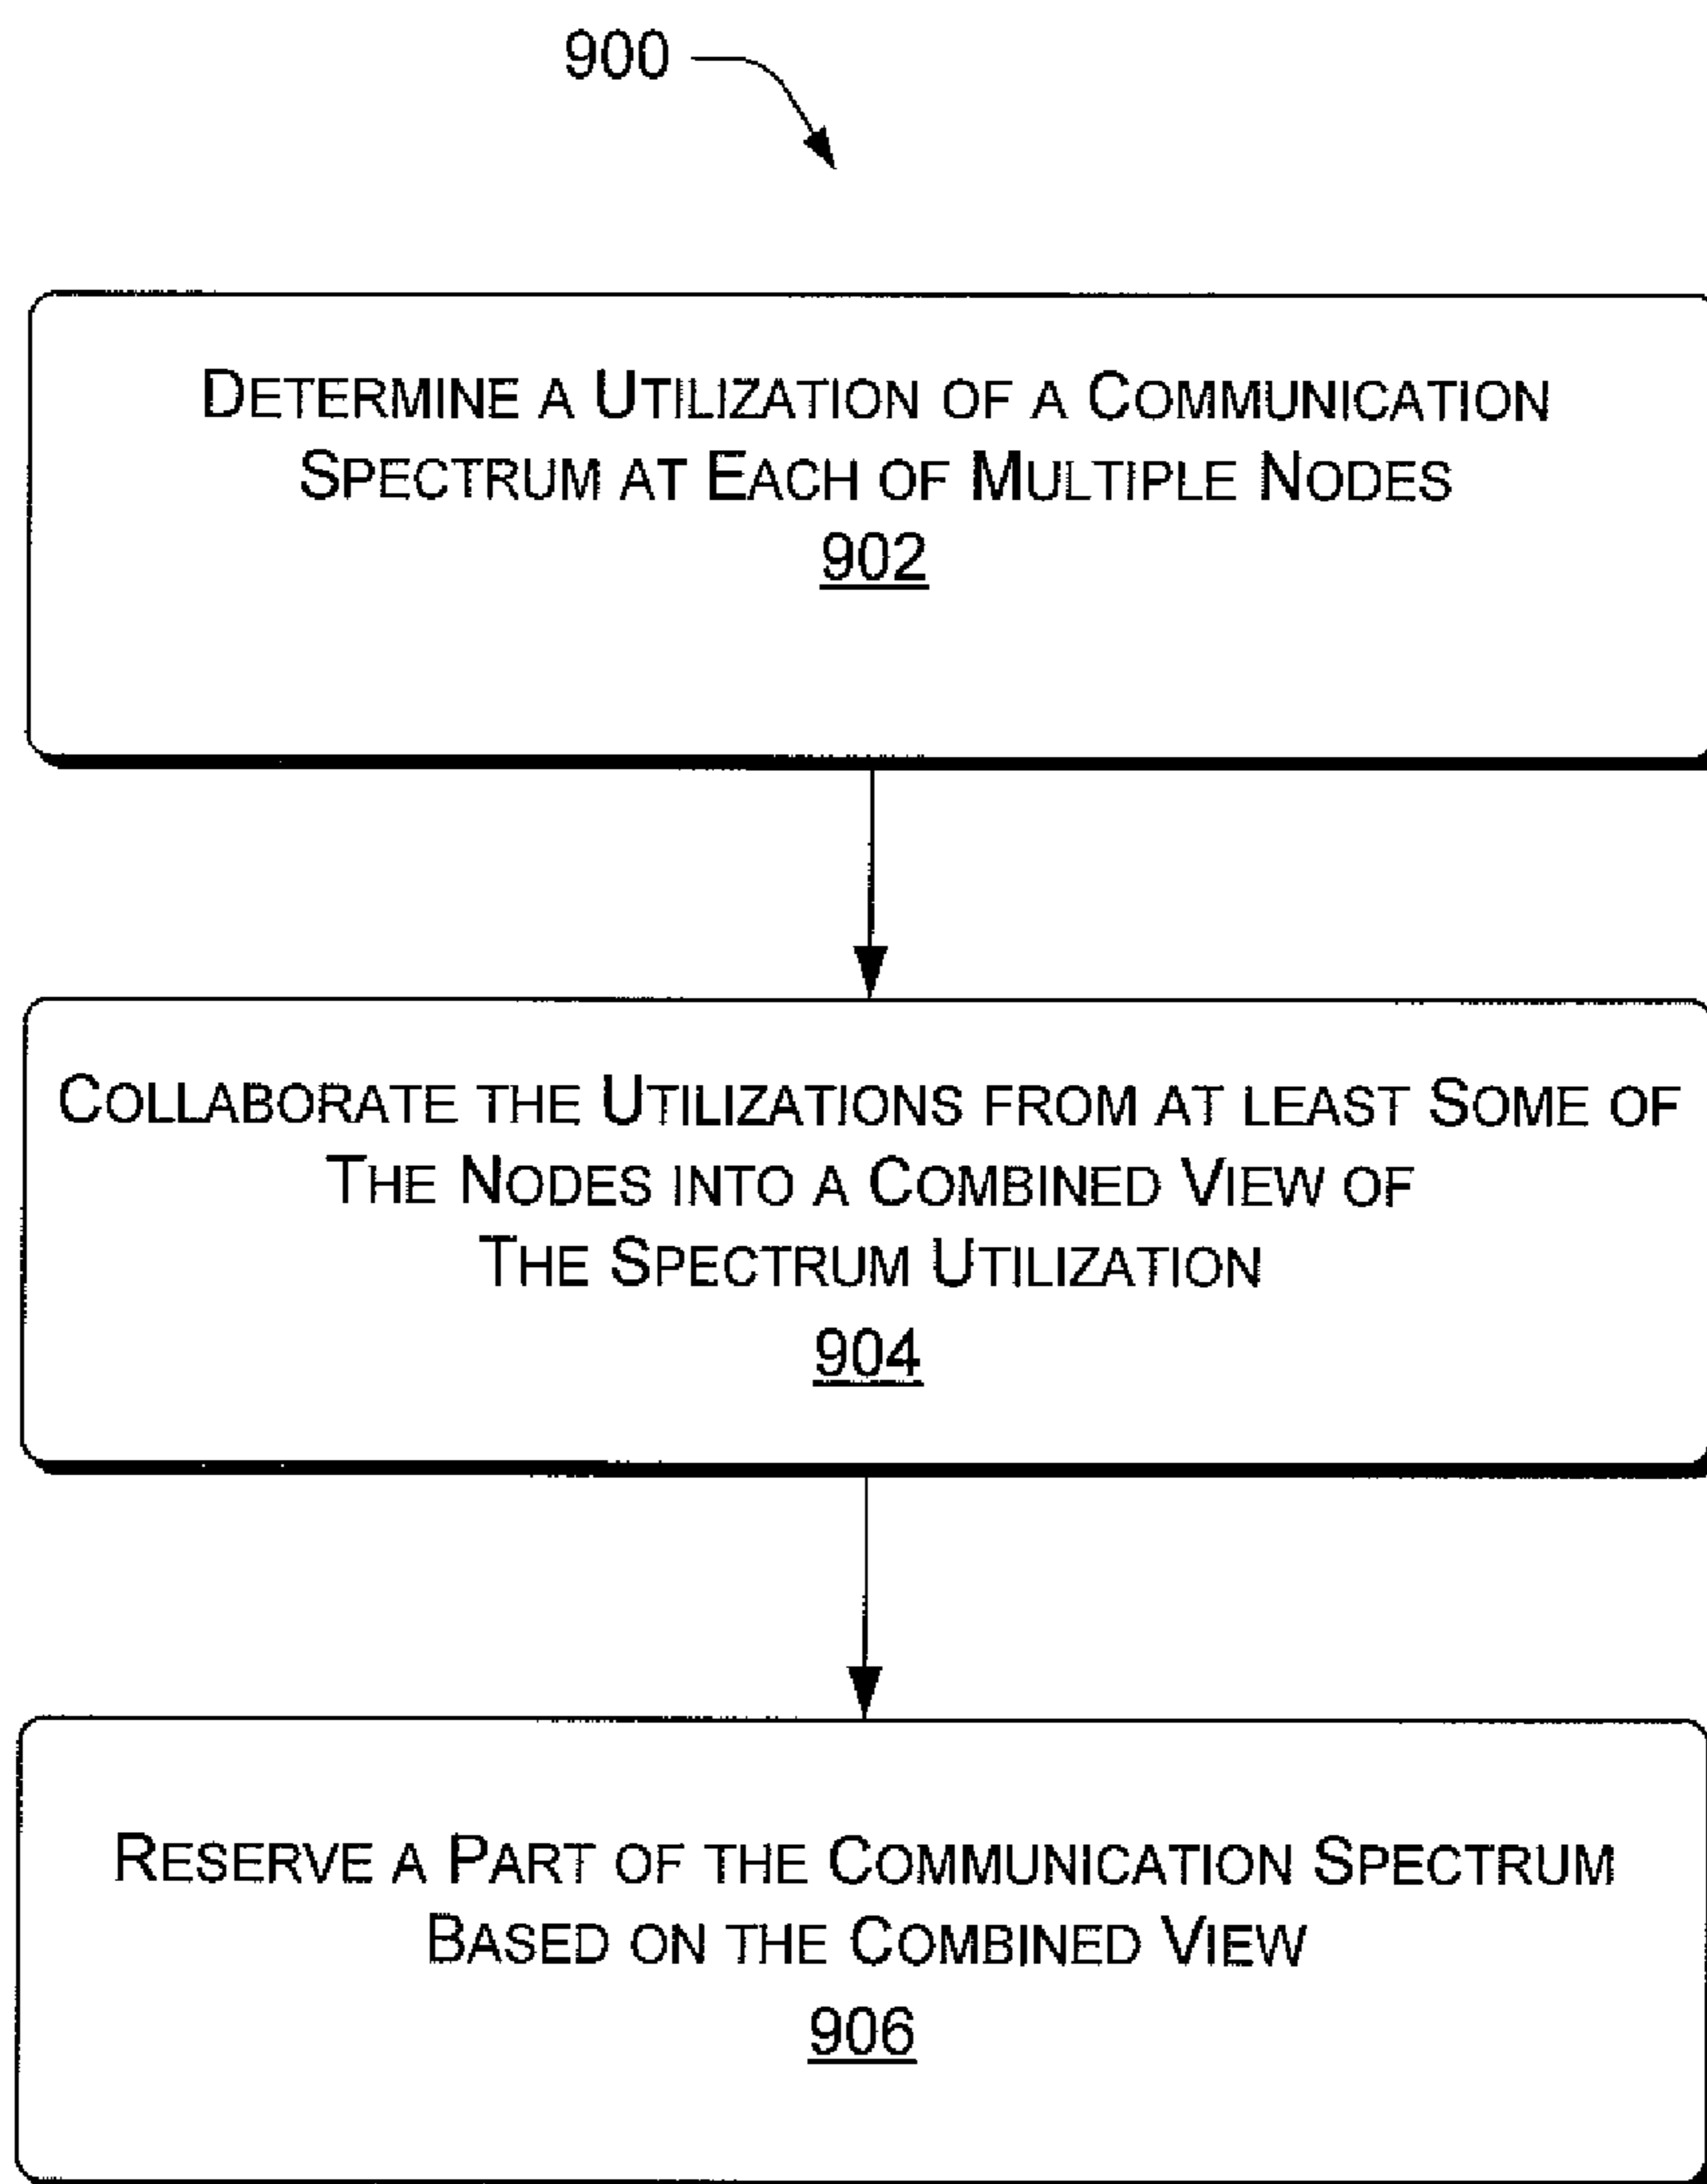 900
DETERMINE A UTILIZATION OF A COMMUNICATION
SPECTRUM AT EACH OF MULTIPLE NODES
902
COLLABORATE THE UTILIZATIONS FROM AT LEAST SOME OF
THE NODES INTO A COMBINED VIEW OF
THE SPECTRUM UTILIZATION
904
RESERVE A PART OF THE COMMUNICATION SPECTRUM
BASED ON THE COMBINED VIEW
906